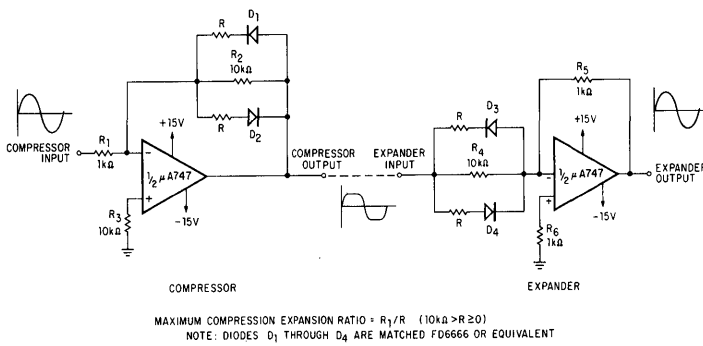 D1
R
R2
10kΩ
R
D2
+15V
COMPRESSOR
INPUT
R1
1kΩ
−
1/2 μA747
+
R3
10kΩ
−15V
COMPRESSOR
OUTPUT
EXPANDER
INPUT
R
D3
R4
10kΩ
R
D4
R5
1kΩ
+15V
−
1/2 μA747
+
R6
1kΩ
−15V
EXPANDER
OUTPUT
COMPRESSOR
EXPANDER
MAXIMUM COMPRESSION EXPANSION RATIO = R1/R (10kΩ > R ≥ 0)
NOTE: DIODES D1 THROUGH D4 ARE MATCHED FD6666 OR EQUIVALENT